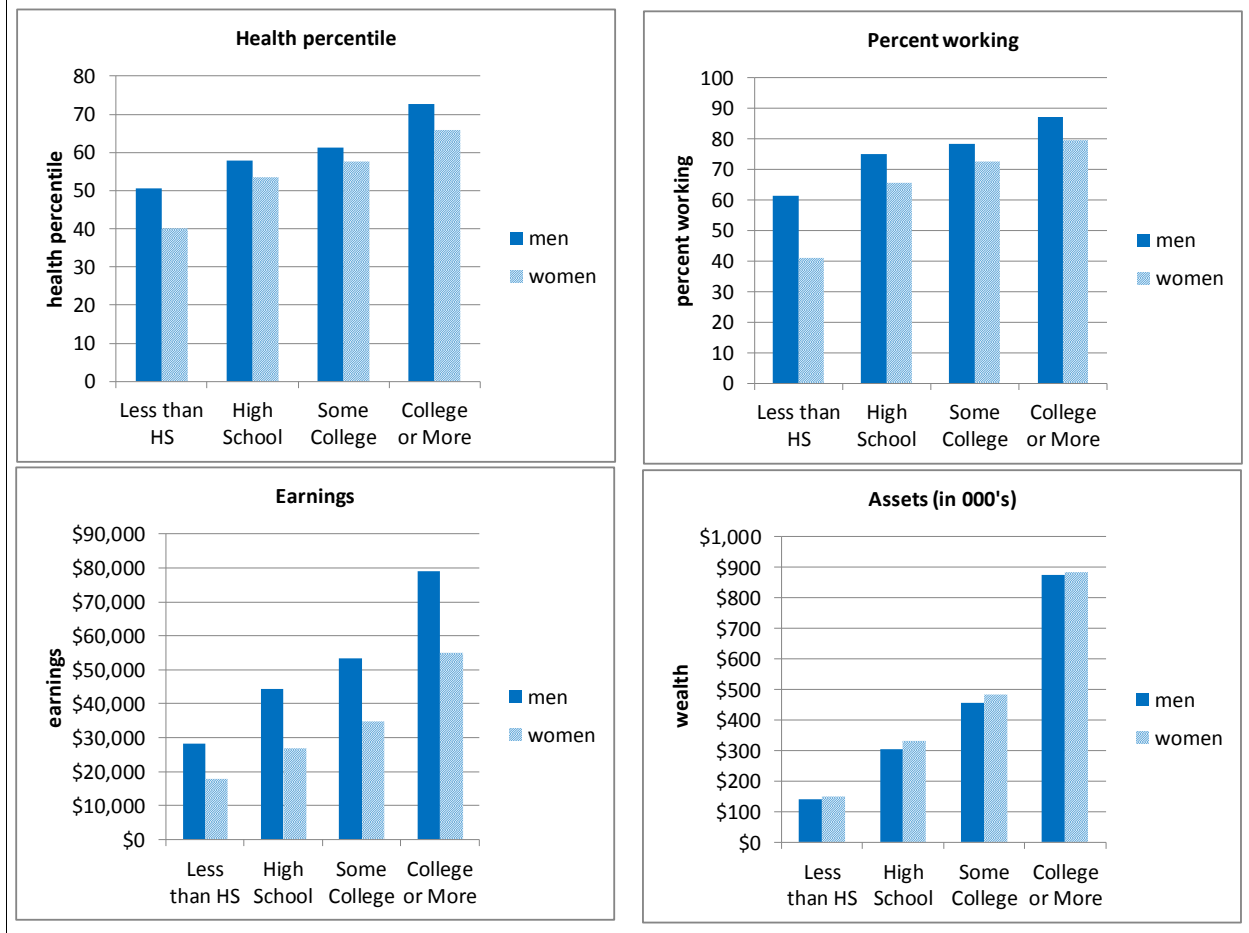 Health percentile
80
70
60
50
40
30
20
10
0
health percentile
Less than
HS
High
School
Some
College
College
or More
men
women
Percent working
100
90
80
70
60
50
40
30
20
10
0
percent working
Less than
HS
High
School
Some
College
College
or More
men
women
Earnings
$90,000
$80,000
$70,000
$60,000
$50,000
$40,000
$30,000
$20,000
$10,000
$0
earnings
Less
than HS
High
School
Some
College
College
or More
men
women
Assets (in 000's)
$1,000
$900
$800
$700
$600
$500
$400
$300
$200
$100
$0
wealth
Less
than HS
High
School
Some
College
College
or More
men
women